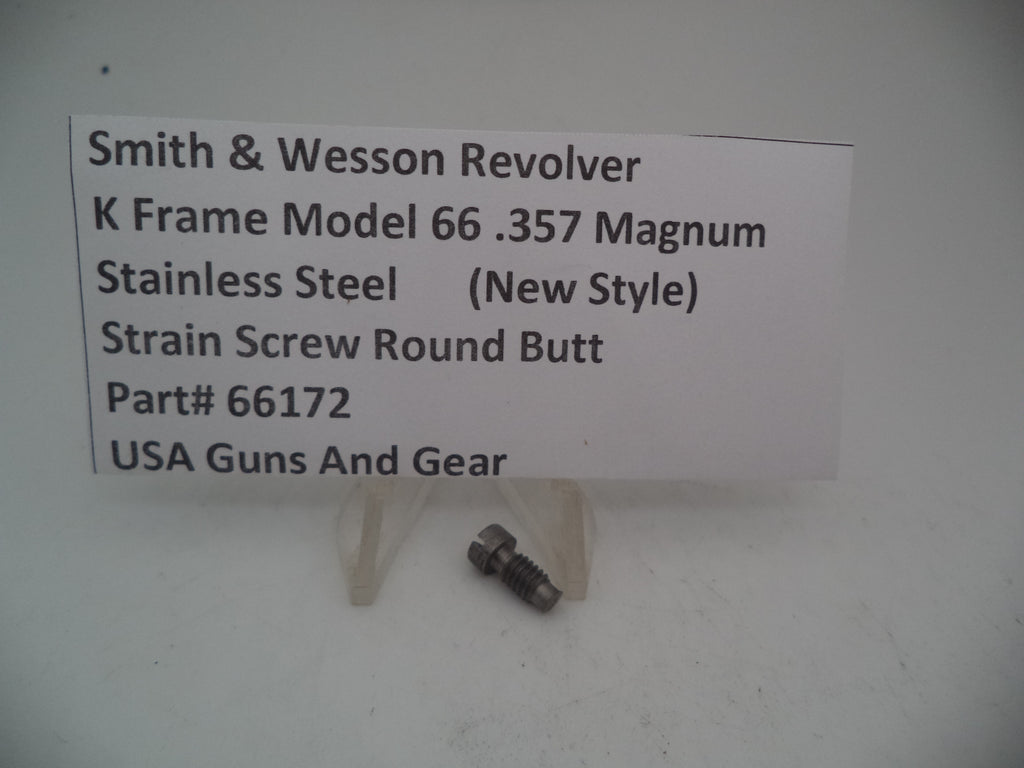 Smith & Wesson Revolver
K Frame Model 66 .357 Magnum
Stainless Steel (New Style)
Strain Screw Round Butt
Part# 66172
USA Guns And Gear